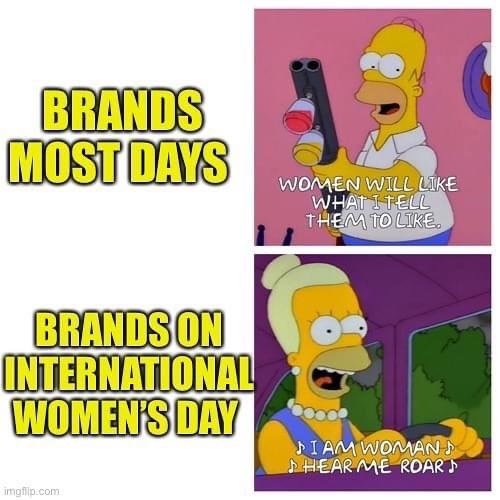 BRANDS
MOST DAYS
WOMEN WILL LIKE
WHAT I TELL
THEM TO LIKE.
BRANDS ON
INTERNATIONAL
WOMEN'S DAY
♪ I AM WOMAN ♪
♪ HEAR ME ROAR ♪
imgflip.com